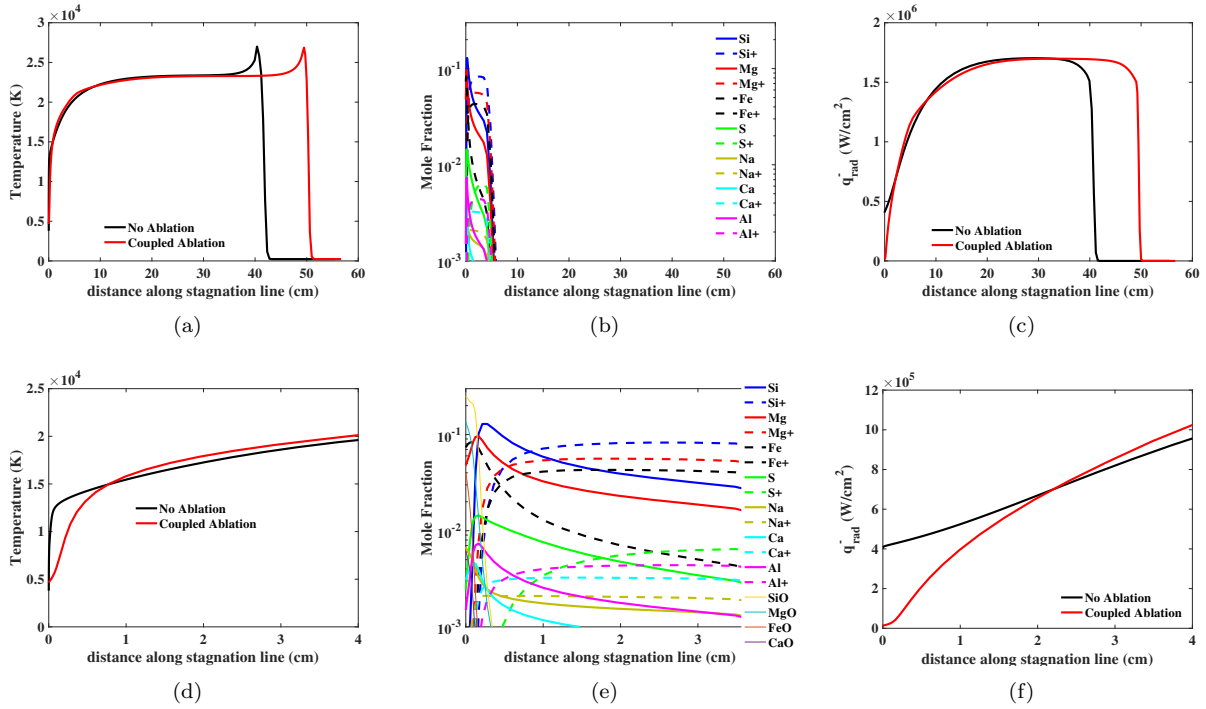 ×10⁴
3
2.5
2
1.5
1
0.5
0
Temperature (K)
No Ablation
Coupled Ablation
0 10 20 30 40 50 60
distance along stagnation line (cm)
(a)
10⁻¹
10⁻²
10⁻³
Mole Fraction
Si
Si+
Mg
Mg+
Fe
Fe+
S
S+
Na
Na+
Ca
Ca+
Al
Al+
0 10 20 30 40 50 60
distance along stagnation line (cm)
(b)
×10⁶
2
1.5
1
0.5
0
q⁻rad (W/cm²)
No Ablation
Coupled Ablation
0 10 20 30 40 50 60
distance along stagnation line (cm)
(c)
×10⁴
2.5
2
1.5
1
0.5
0
Temperature (K)
No Ablation
Coupled Ablation
0 1 2 3 4
distance along stagnation line (cm)
(d)
10⁻¹
10⁻²
10⁻³
Mole Fraction
Si
Si+
Mg
Mg+
Fe
Fe+
S
S+
Na
Na+
Ca
Ca+
Al
Al+
SiO
MgO
FeO
CaO
0 1 2 3
distance along stagnation line (cm)
(e)
×10⁵
12
10
8
6
4
2
0
q⁻rad (W/cm²)
No Ablation
Coupled Ablation
0 1 2 3 4
distance along stagnation line (cm)
(f)